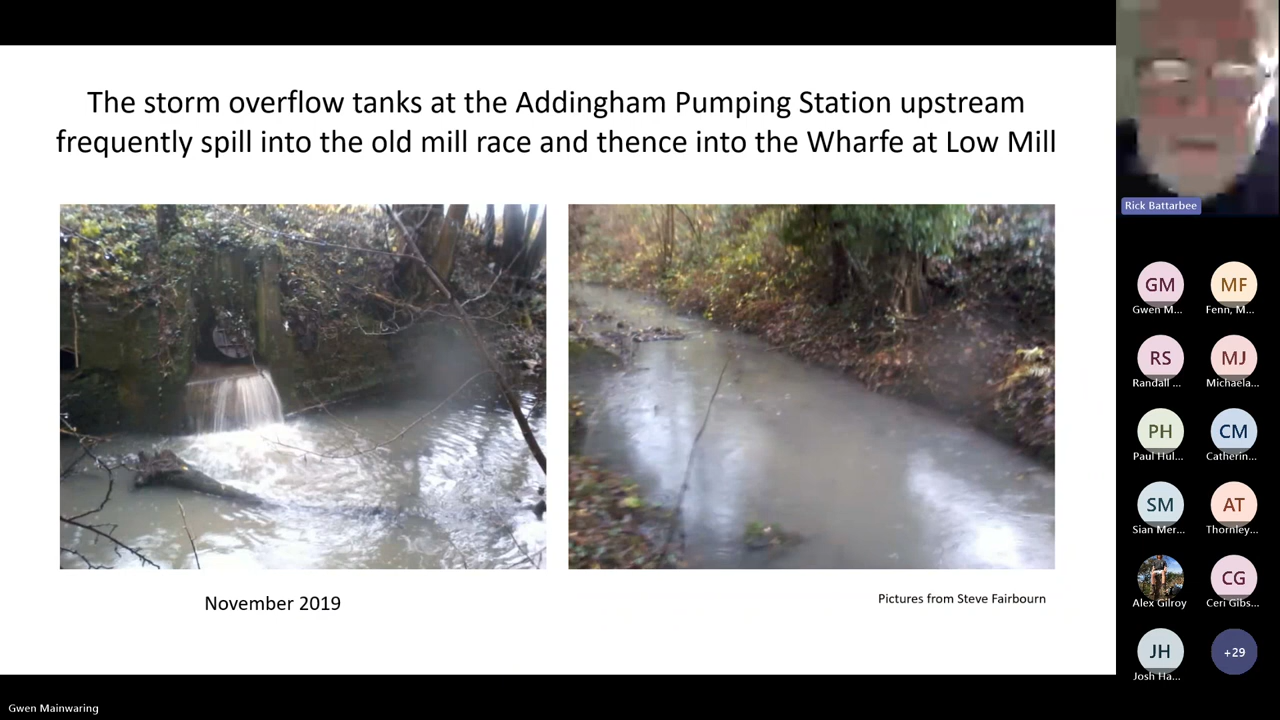 The storm overflow tanks at the Addingham Pumping Station upstream
frequently spill into the old mill race and thence into the Wharfe at Low Mill
November 2019
Pictures from Steve Fairbourn
Rick Battarbee
GM
Gwen M...
MF
Fenn, M...
RS
Randall ...
MJ
Michaela...
PH
Paul Hul...
CM
Catherin...
SM
Sian Mer...
AT
Thornley...
Alex Gilroy
CG
Ceri Gibs...
JH
Josh Ha...
+29
Gwen Mainwaring